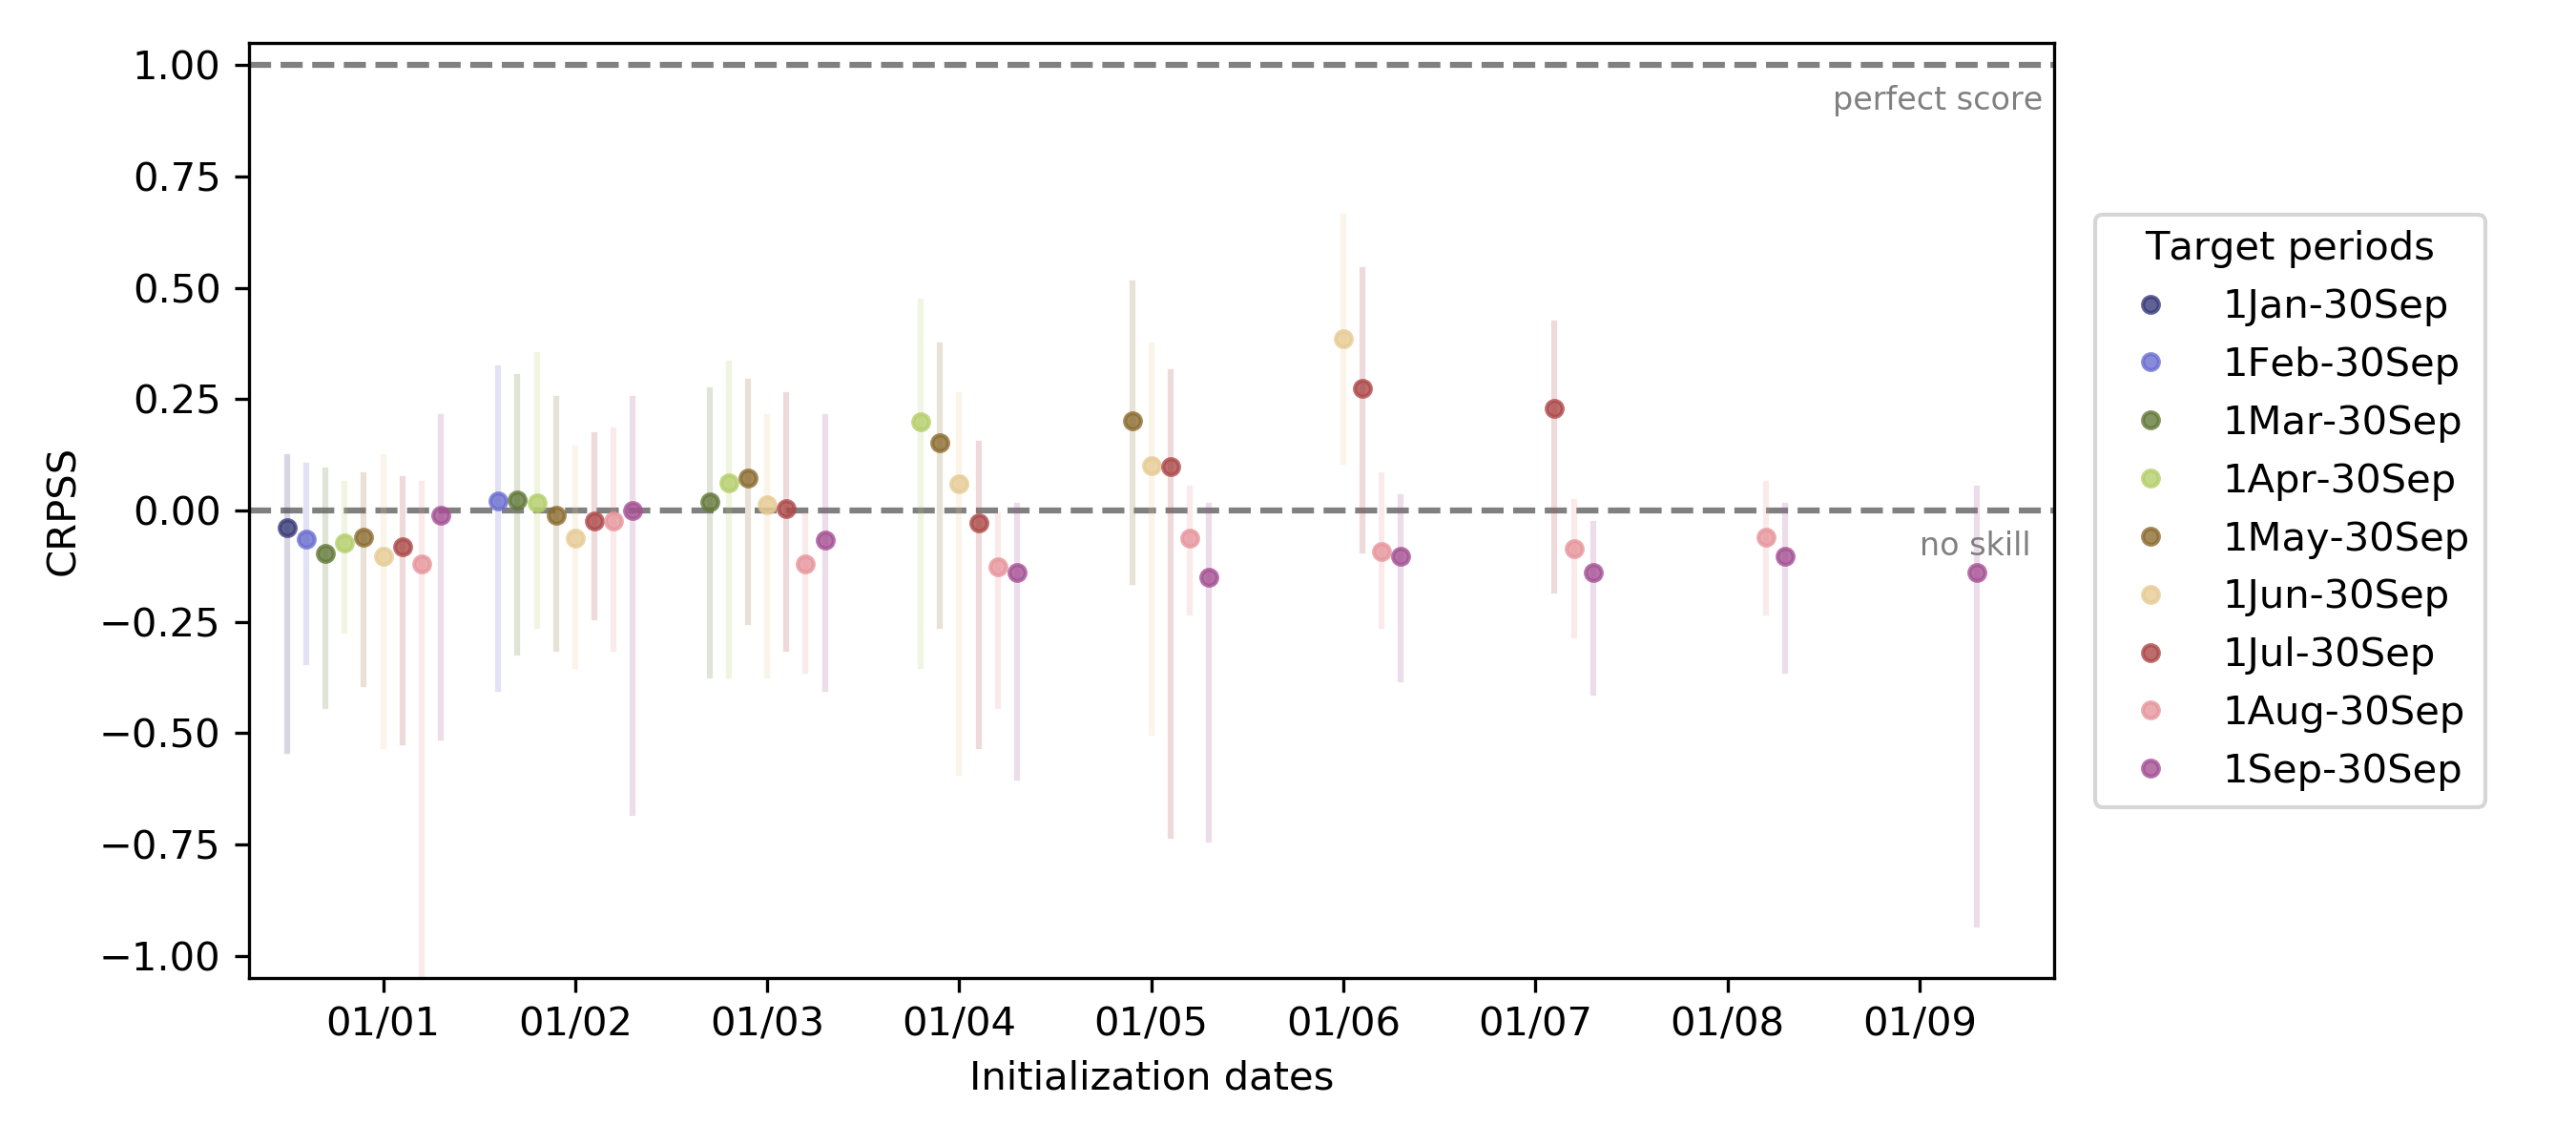 1.00
0.75
0.50
0.25
0.00
−0.25
−0.50
−0.75
−1.00
CRPSS
perfect score
no skill
01/01
01/02
01/03
01/04
01/05
01/06
01/07
01/08
01/09
Initialization dates
Target periods
1Jan-30Sep
1Feb-30Sep
1Mar-30Sep
1Apr-30Sep
1May-30Sep
1Jun-30Sep
1Jul-30Sep
1Aug-30Sep
1Sep-30Sep